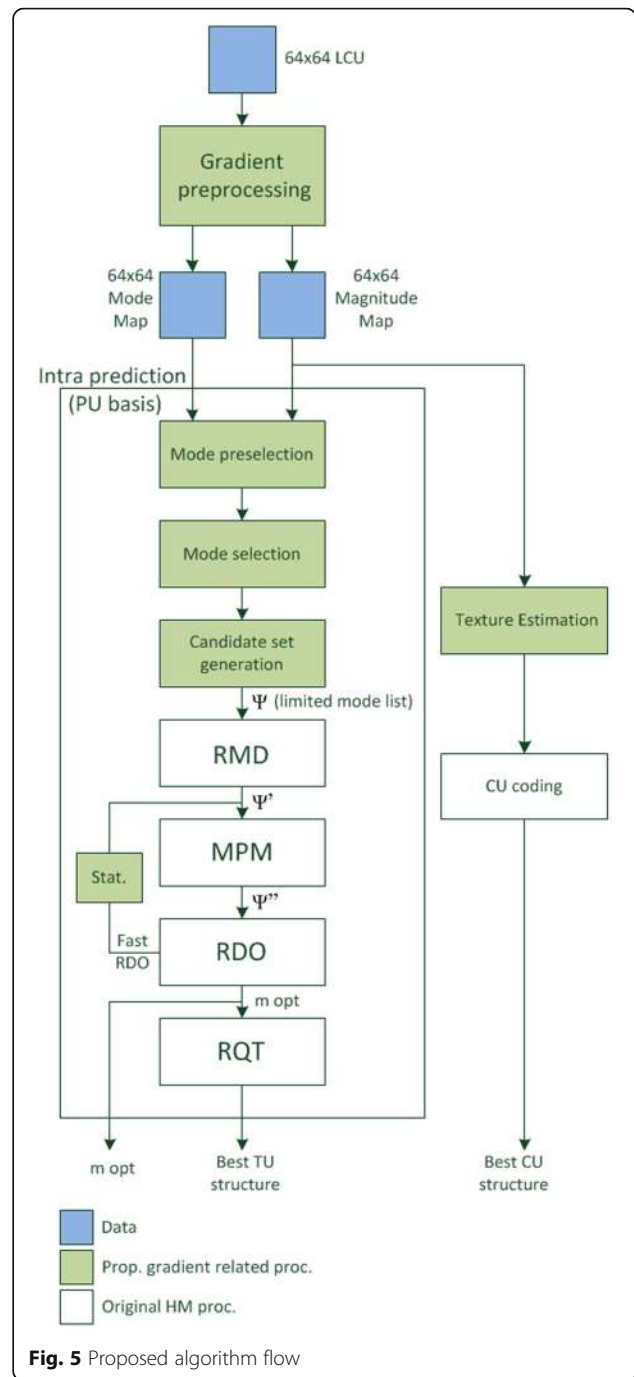 64x64 LCU
Gradient
preprocessing
64x64
Mode
Map
64x64
Magnitude
Map
Intra prediction
(PU basis)
Mode preselection
Mode selection
Candidate set
generation
Ψ (limited mode list)
RMD
Ψ'
MPM
Stat.
Ψ''
Fast
RDO
RDO
m opt
RQT
Texture Estimation
CU coding
m opt
Best TU
structure
Best CU
structure
Data
Prop. gradient related proc.
Original HM proc.
Fig. 5 Proposed algorithm flow